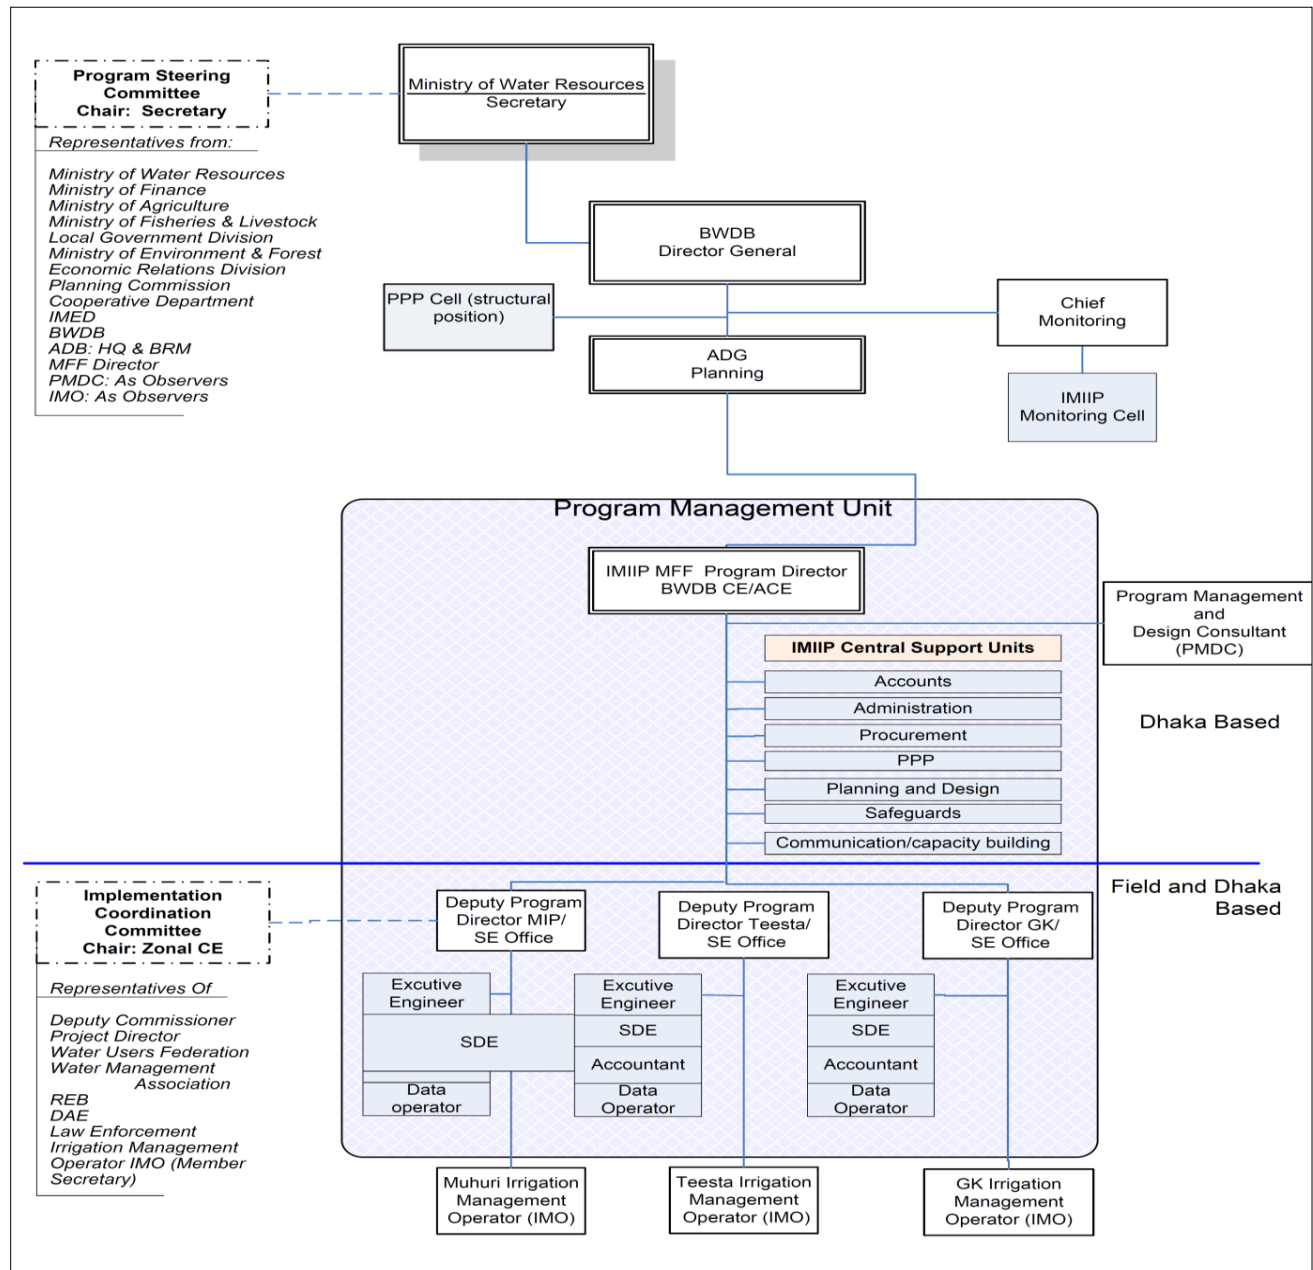 Program Steering
Committee
Chair:  Secretary
Representatives from:
Ministry of Water Resources
Ministry of Finance
Ministry of Agriculture
Ministry of Fisheries & Livestock
Local Government Division
Ministry of Environment & Forest
Economic Relations Division
Planning Commission
Cooperative Department
IMED
BWDB
ADB: HQ & BRM
MFF Director
PMDC: As Observers
IMO: As Observers
Ministry of Water Resources
Secretary
BWDB
Director General
PPP Cell (structural
position)
Chief
Monitoring
ADG
Planning
IMIIP
Monitoring Cell
Program Management Unit
IMIIP MFF  Program Director
BWDB CE/ACE
Program Management
and
Design Consultant
(PMDC)
IMIIP Central Support Units
Accounts
Administration
Procurement
PPP
Planning and Design
Safeguards
Communication/capacity building
Dhaka Based
Field and Dhaka
Based
Implementation
Coordination
Committee
Chair: Zonal CE
Representatives Of
Deputy Commissioner
Project Director
Water Users Federation
Water Management
Association
REB
DAE
Law Enforcement
Irrigation Management
Operator IMO (Member
Secretary)
Deputy Program
Director MIP/
SE Office
Deputy Program
Director Teesta/
SE Office
Deputy Program
Director GK/
SE Office
Excutive
Engineer
SDE
Data
operator
Excutive
Engineer
SDE
Accountant
Data
Operator
Excutive
Engineer
SDE
Accountant
Data
Operator
Muhuri Irrigation
Management
Operator (IMO)
Teesta Irrigation
Management
Operator (IMO)
GK Irrigation
Management
Operator (IMO)